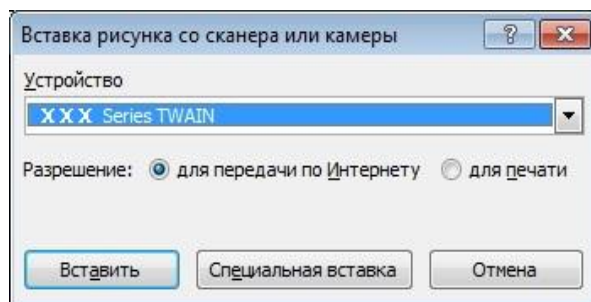 Вставка рисунка со сканера или камеры
Устройство
XXX Series TWAIN
Разрешение: для передачи по Интернету для печати
Вставить Специальная вставка Отмена